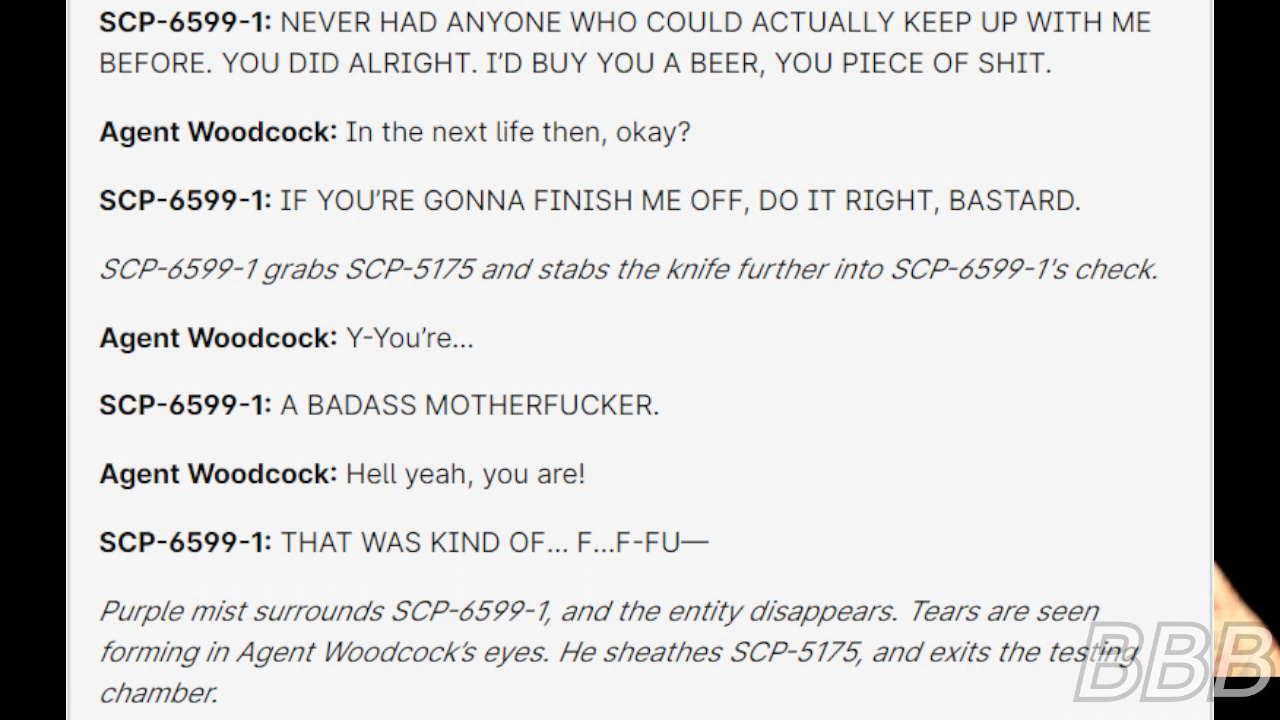 SCP-6599-1: NEVER HAD ANYONE WHO COULD ACTUALLY KEEP UP WITH ME
BEFORE. YOU DID ALRIGHT. I’D BUY YOU A BEER, YOU PIECE OF SHIT.
Agent Woodcock: In the next life then, okay?
SCP-6599-1: IF YOU’RE GONNA FINISH ME OFF, DO IT RIGHT, BASTARD.
SCP-6599-1 grabs SCP-5175 and stabs the knife further into SCP-6599-1's check.
Agent Woodcock: Y-You’re...
SCP-6599-1: A BADASS MOTHERFUCKER.
Agent Woodcock: Hell yeah, you are!
SCP-6599-1: THAT WAS KIND OF... F...F-FU—
Purple mist surrounds SCP-6599-1, and the entity disappears. Tears are seen
forming in Agent Woodcock’s eyes. He sheathes SCP-5175, and exits the testing
chamber.
BBB